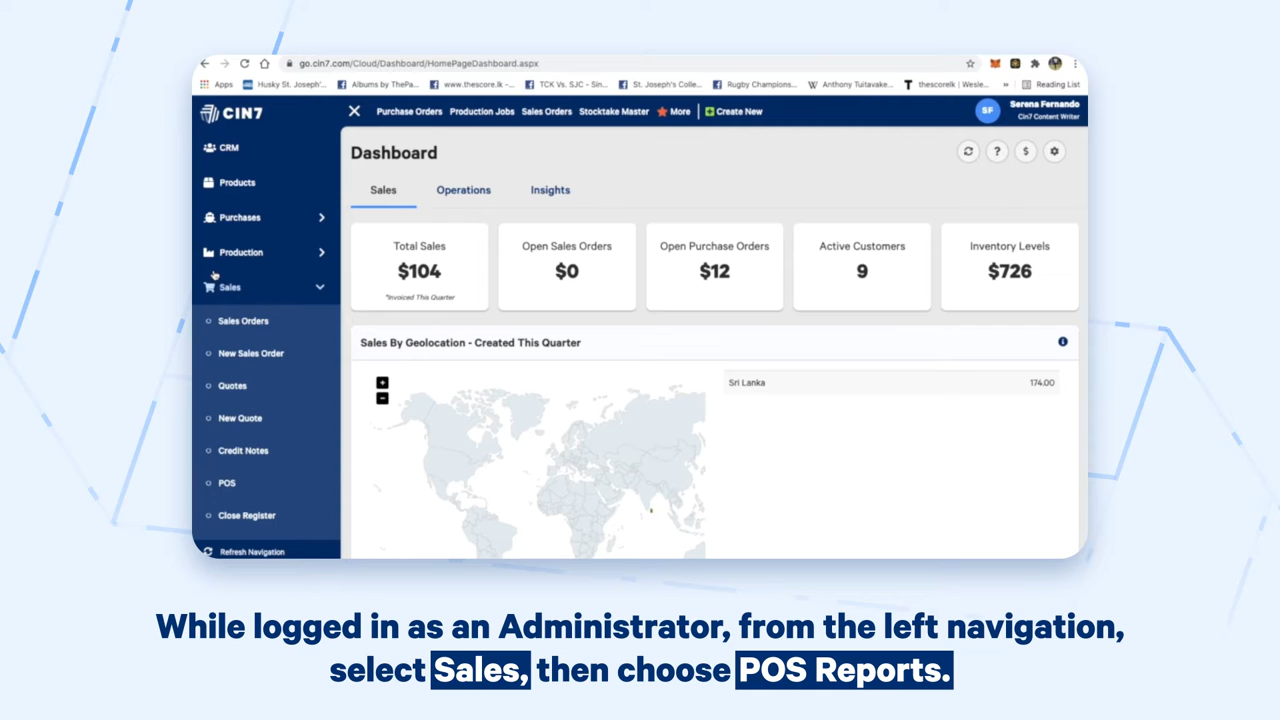 go.cin7.com/Cloud/Dashboard/HomePageDashboard.aspx
Apps Husky St. Joseph'... Albums by ThePa... www.thescore.lk -... TCK Vs. SJC - Sin... St. Joseph's Colle... Rugby Champions... Anthony Tuitavake... thescorelk | Wesle... » Reading List
CIN7 Purchase Orders Production Jobs Sales Orders Stocktake Master More Create New SF Serena Fernando
Cin7 Content Writer
CRM
Products
Purchases
Production
Sales
Sales Orders
New Sales Order
Quotes
New Quote
Credit Notes
POS
Close Register
Refresh Navigation
Dashboard
Sales Operations Insights
Total Sales
$104
*Invoiced This Quarter
Open Sales Orders
$0
Open Purchase Orders
$12
Active Customers
9
Inventory Levels
$726
Sales By Geolocation - Created This Quarter
Sri Lanka 174.00
While logged in as an Administrator, from the left navigation,
select Sales, then choose POS Reports.